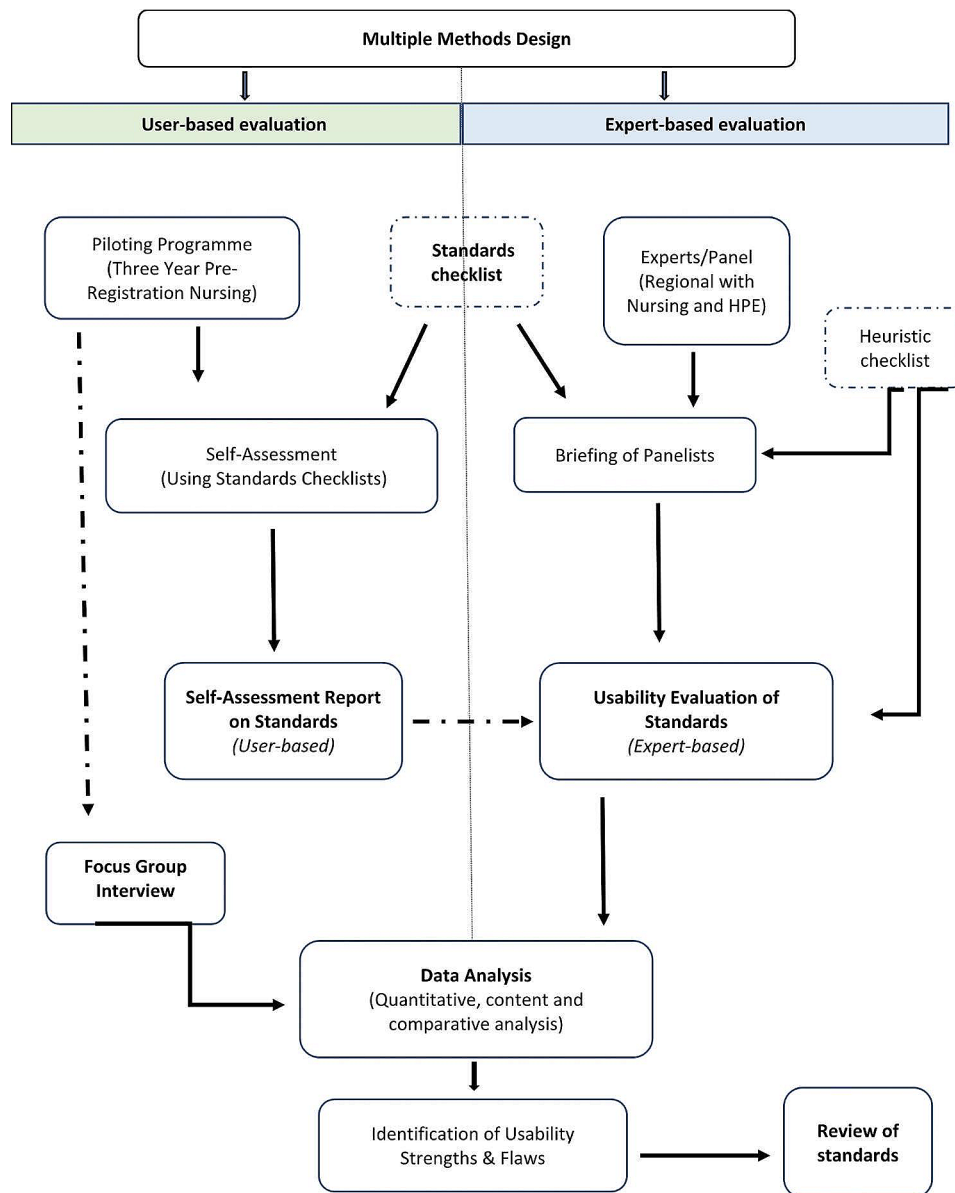 Multiple Methods Design
User-based evaluation
Expert-based evaluation
Piloting Programme
(Three Year Pre-
Registration Nursing)
Standards
checklist
Experts/Panel
(Regional with
Nursing and HPE)
Heuristic
checklist
Self-Assessment
(Using Standards Checklists)
Briefing of Panelists
Self-Assessment Report
on Standards
(User-based)
Usability Evaluation of
Standards
(Expert-based)
Focus Group
Interview
Data Analysis
(Quantitative, content and
comparative analysis)
Identification of Usability
Strengths & Flaws
Review of
standards